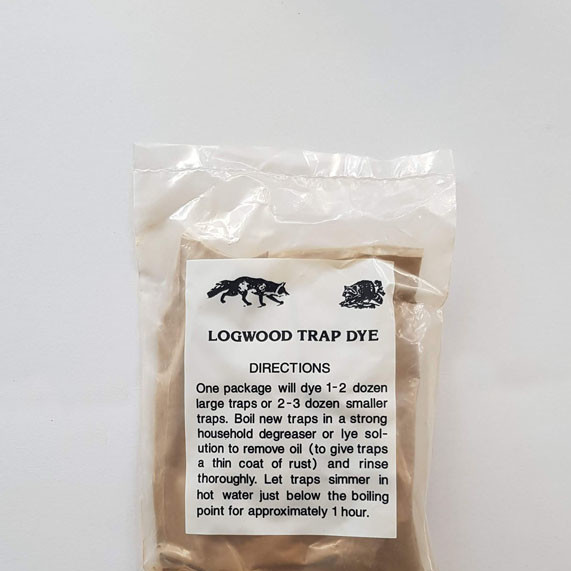 LOGWOOD TRAP DYE
DIRECTIONS
One package will dye 1-2 dozen
large traps or 2-3 dozen smaller
traps. Boil new traps in a strong
household degreaser or lye sol-
ution to remove oil (to give traps
a thin coat of rust) and rinse
thoroughly. Let traps simmer in
hot water just below the boiling
point for approximately 1 hour.